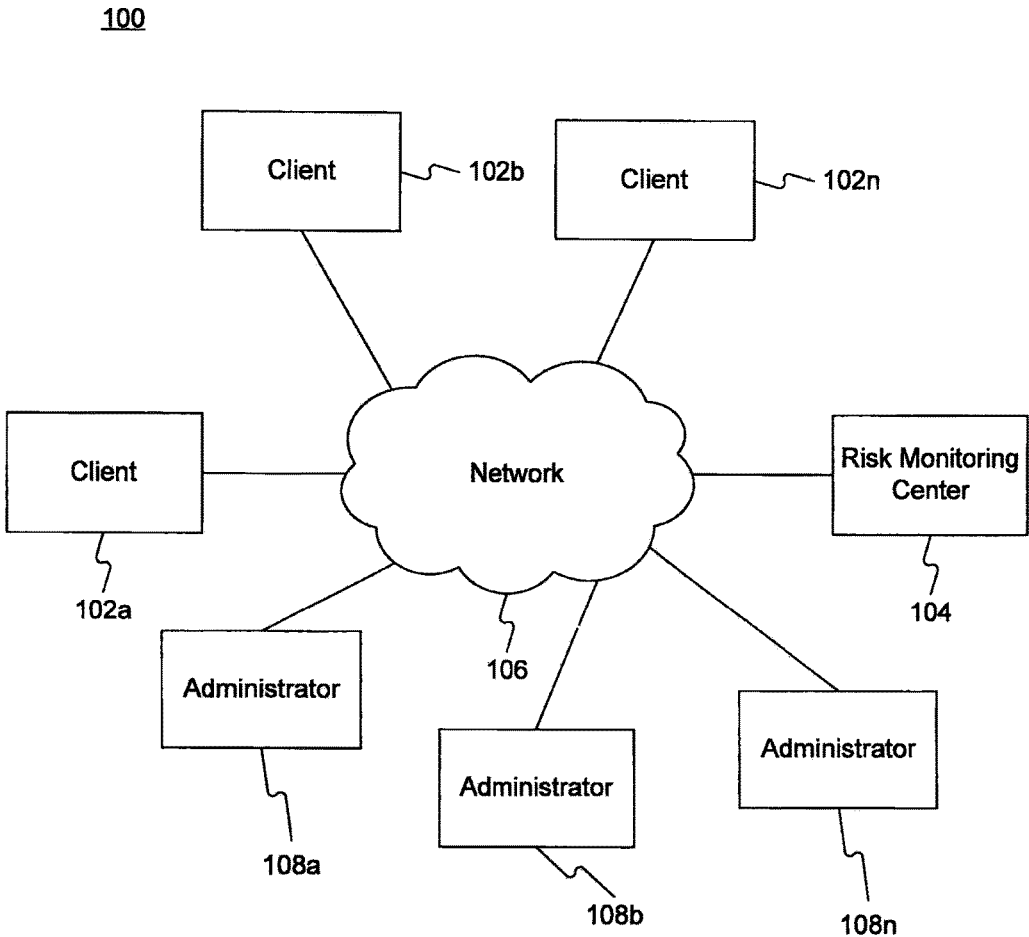 100
Client
102b
Client
102n
Client
102a
Network
106
Risk Monitoring
Center
104
Administrator
108a
Administrator
108b
Administrator
108n